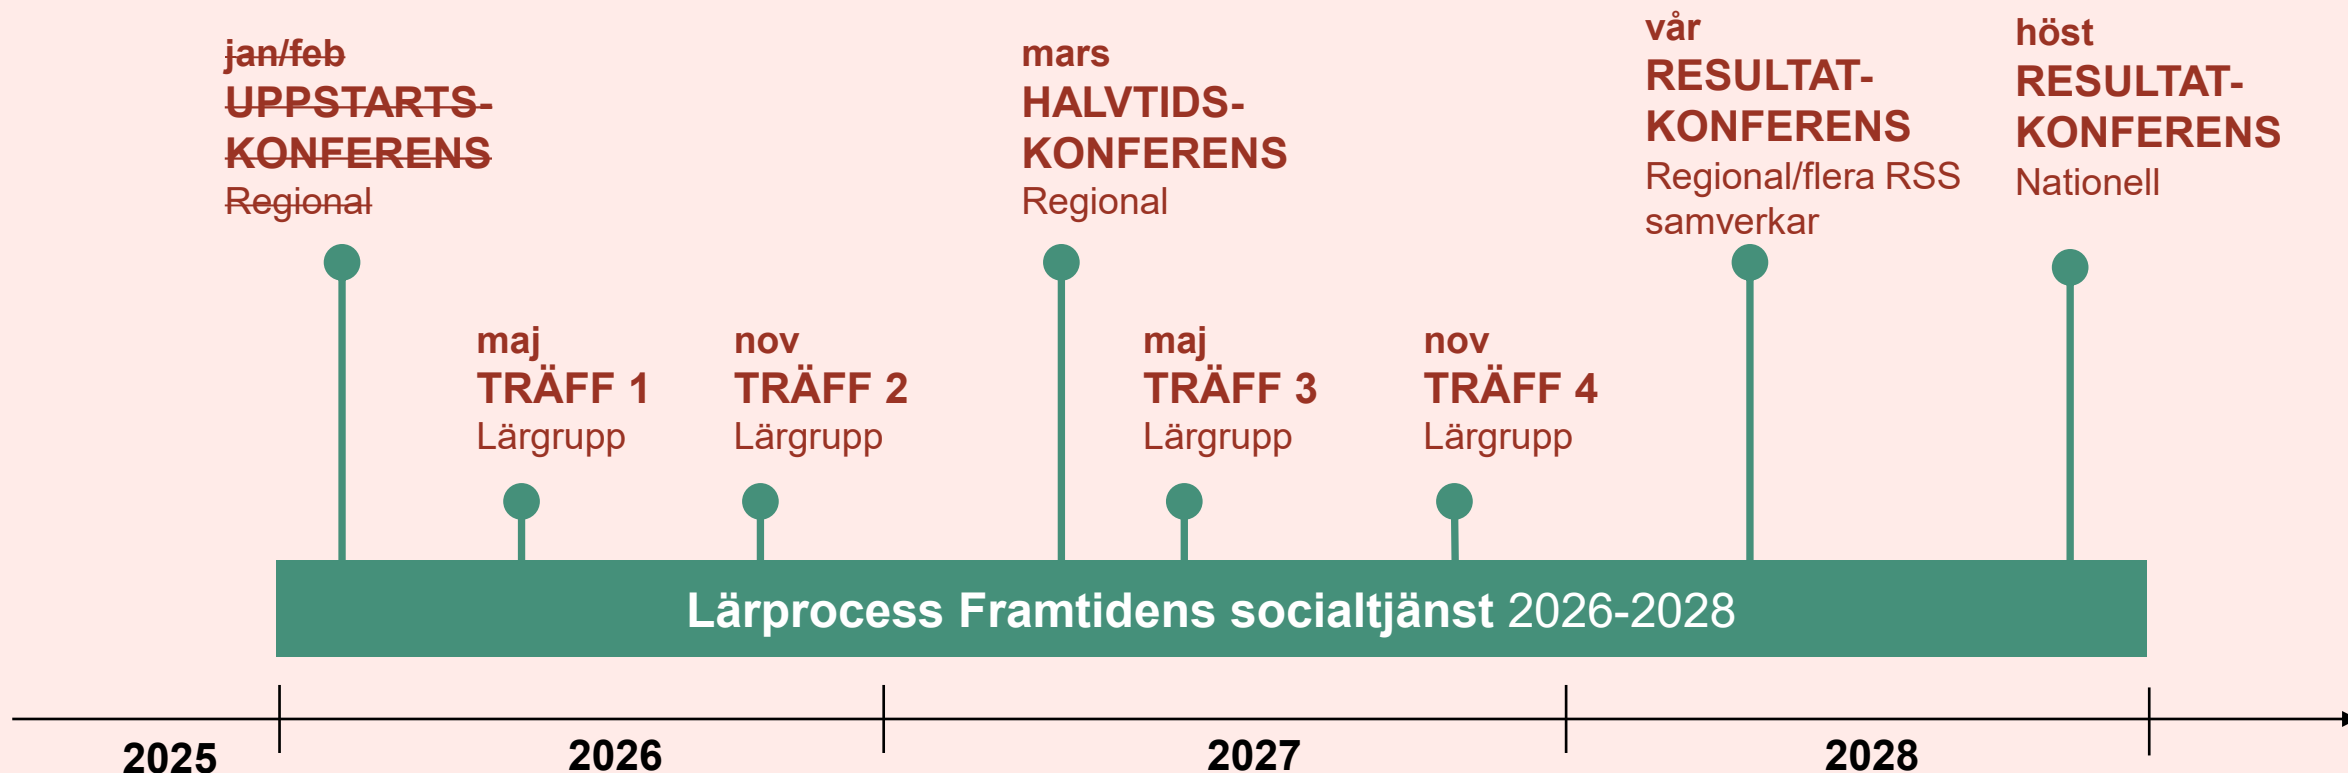 jan/feb
UPPSTARTS-
KONFERENS
Regional
maj
TRÄFF 1
Lärgrupp
nov
TRÄFF 2
Lärgrupp
mars
HALVTIDS-
KONFERENS
Regional
maj
TRÄFF 3
Lärgrupp
nov
TRÄFF 4
Lärgrupp
vår
RESULTAT-
KONFERENS
Regional/flera RSS
samverkar
höst
RESULTAT-
KONFERENS
Nationell
Lärprocess Framtidens socialtjänst 2026-2028
2025
2026
2027
2028